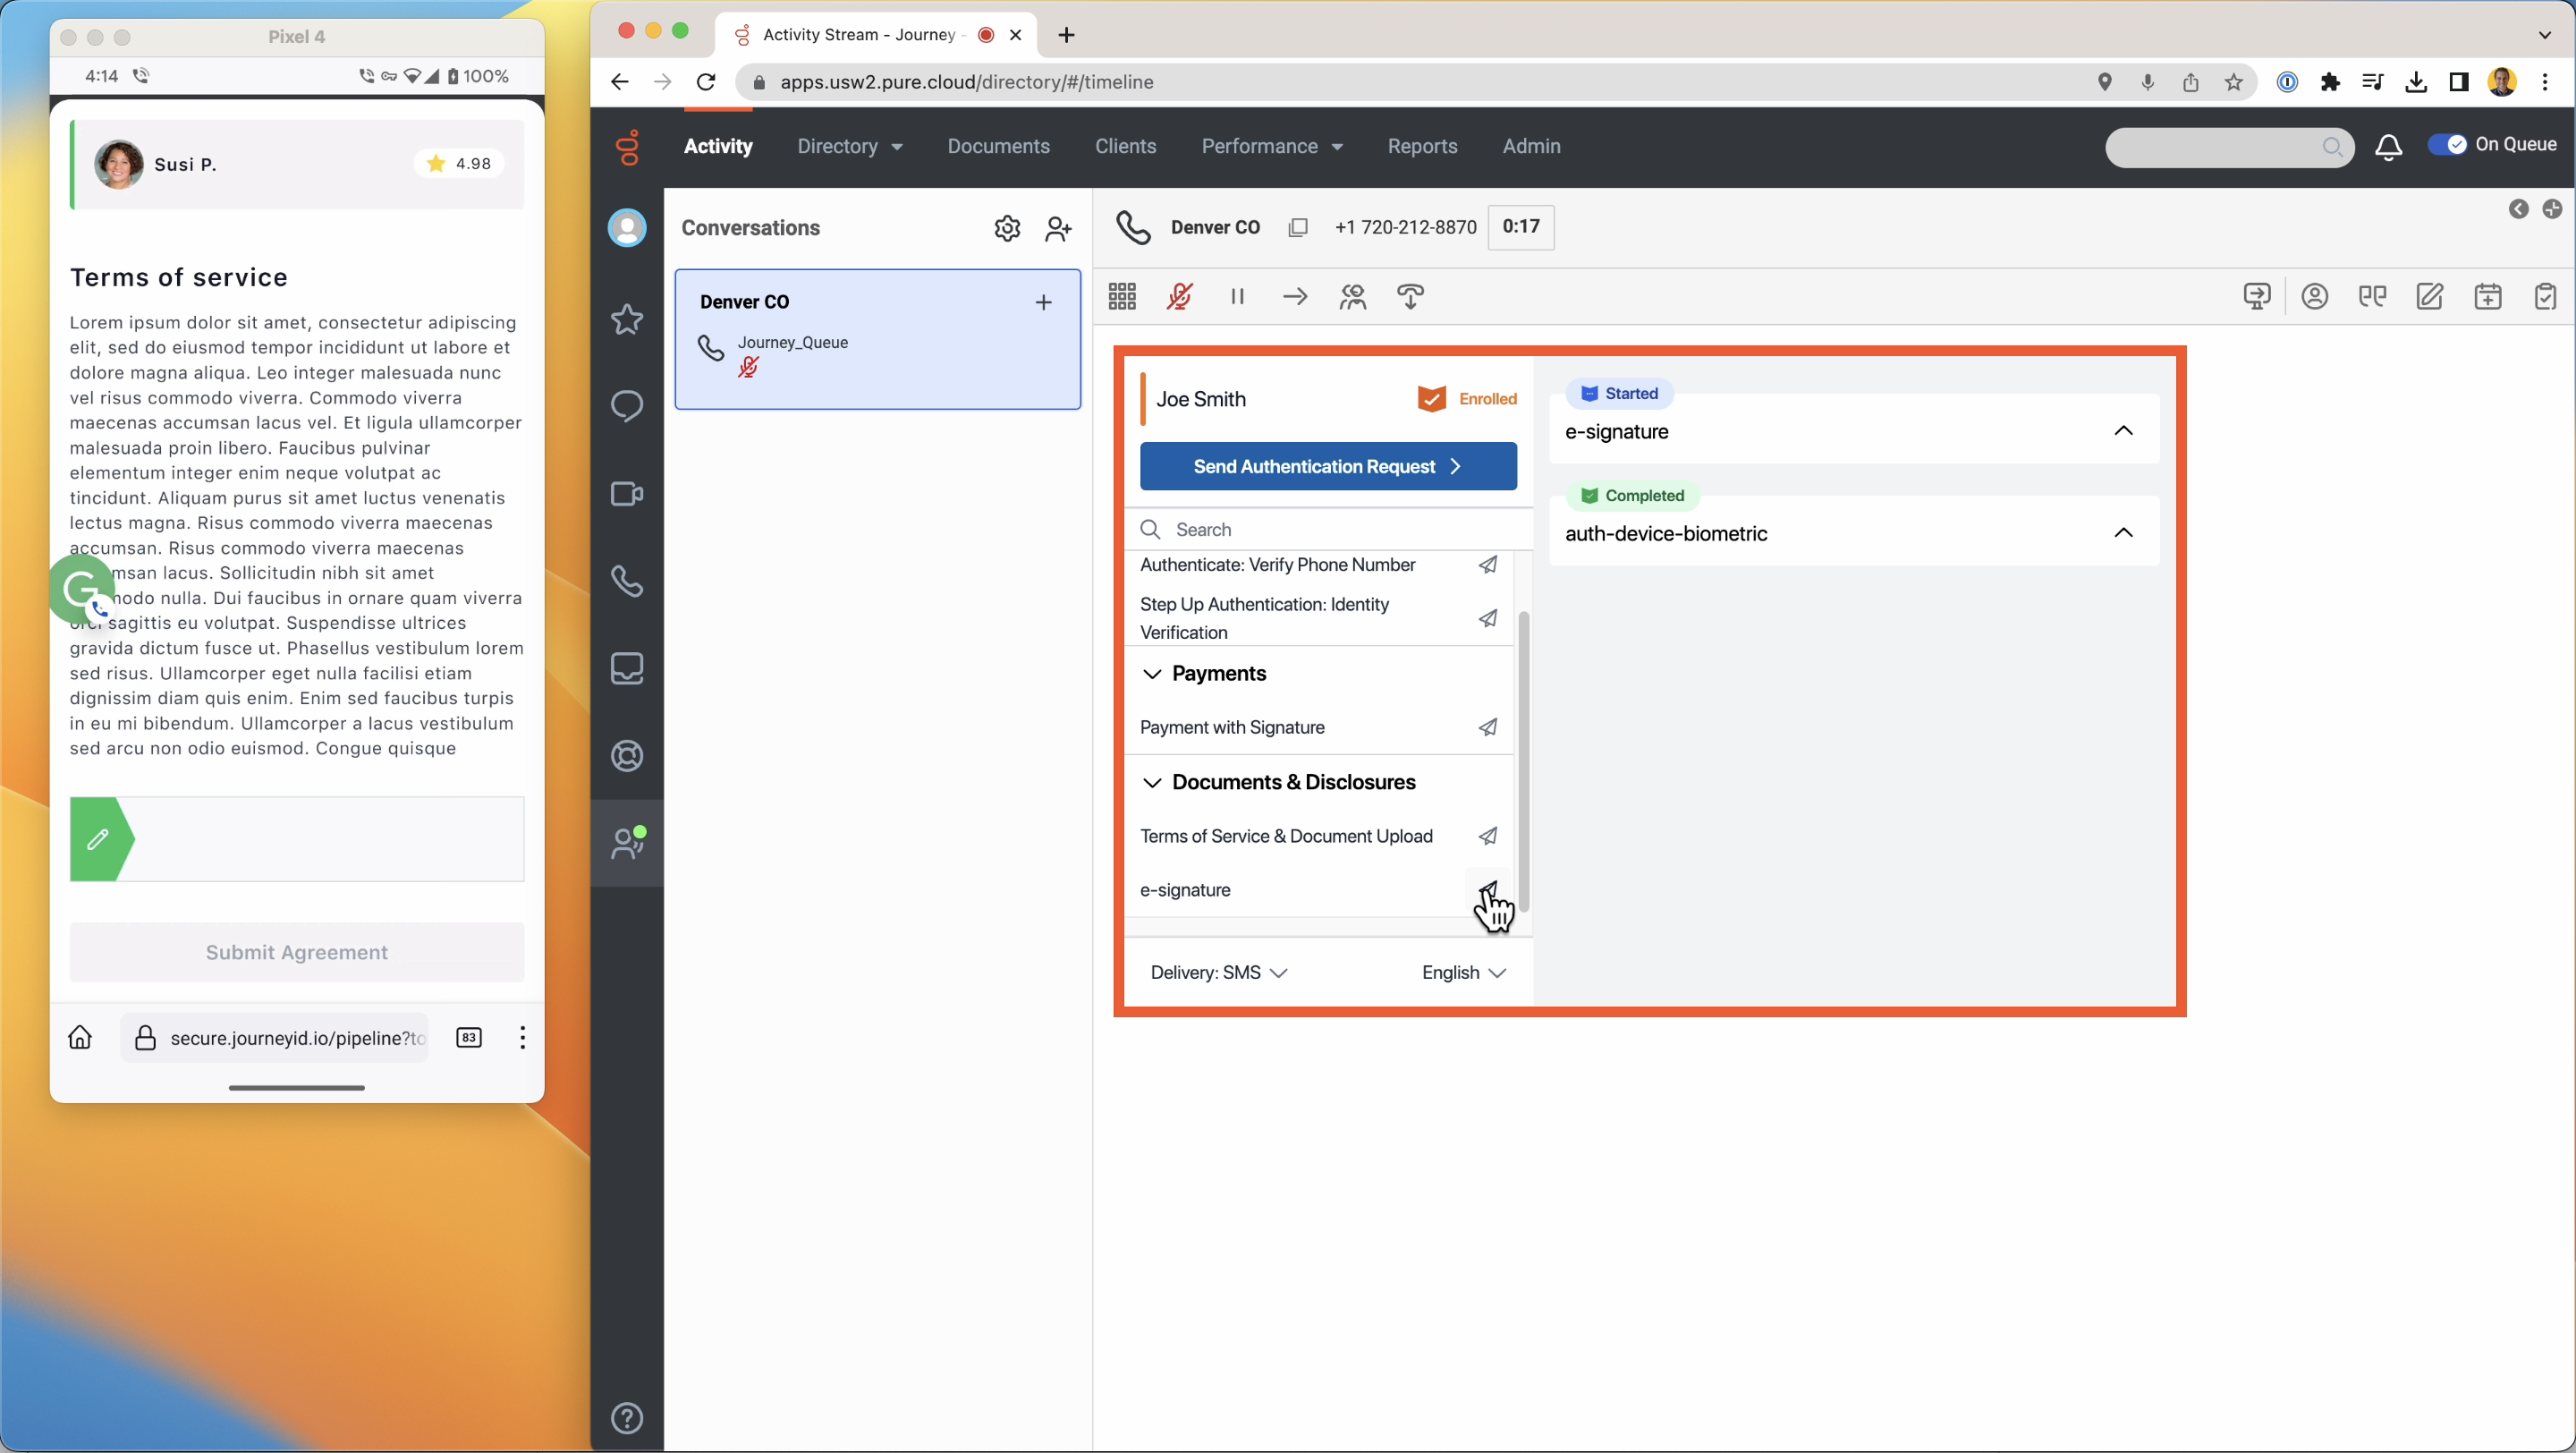 Pixel 4
4:14
100%
Susi P.
4.98
Terms of service
Lorem ipsum dolor sit amet, consectetur adipiscing
elit, sed do eiusmod tempor incididunt ut labore et
dolore magna aliqua. Leo integer malesuada nunc
vel risus commodo viverra. Commodo viverra
maecenas accumsan lacus vel. Et ligula ullamcorper
malesuada proin libero. Faucibus pulvinar
elementum integer enim neque volutpat ac
tincidunt. Aliquam purus sit amet luctus venenatis
lectus magna. Risus commodo viverra maecenas
accumsan. Risus commodo viverra maecenas
msan lacus. Sollicitudin nibh sit amet
modo nulla. Dui faucibus in ornare quam viverra
orci sagittis eu volutpat. Suspendisse ultrices
gravida dictum fusce ut. Phasellus vestibulum lorem
sed risus. Ullamcorper eget nulla facilisi etiam
dignissim diam quis enim. Enim sed faucibus turpis
in eu mi bibendum. Ullamcorper a lacus vestibulum
sed arcu non odio euismod. Congue quisque
Submit Agreement
secure.journeyid.io/pipeline?to
83
Activity Stream - Journey -
apps.usw2.pure.cloud/directory/#/timeline
Activity
Directory
Documents
Clients
Performance
Reports
Admin
On Queue
Conversations
Denver CO
Journey_Queue
Denver CO
+1 720-212-8870
0:17
Joe Smith
Enrolled
Send Authentication Request
Search
Authenticate: Verify Phone Number
Step Up Authentication: Identity
Verification
Payments
Payment with Signature
Documents & Disclosures
Terms of Service & Document Upload
e-signature
Delivery: SMS
English
Started
e-signature
Completed
auth-device-biometric